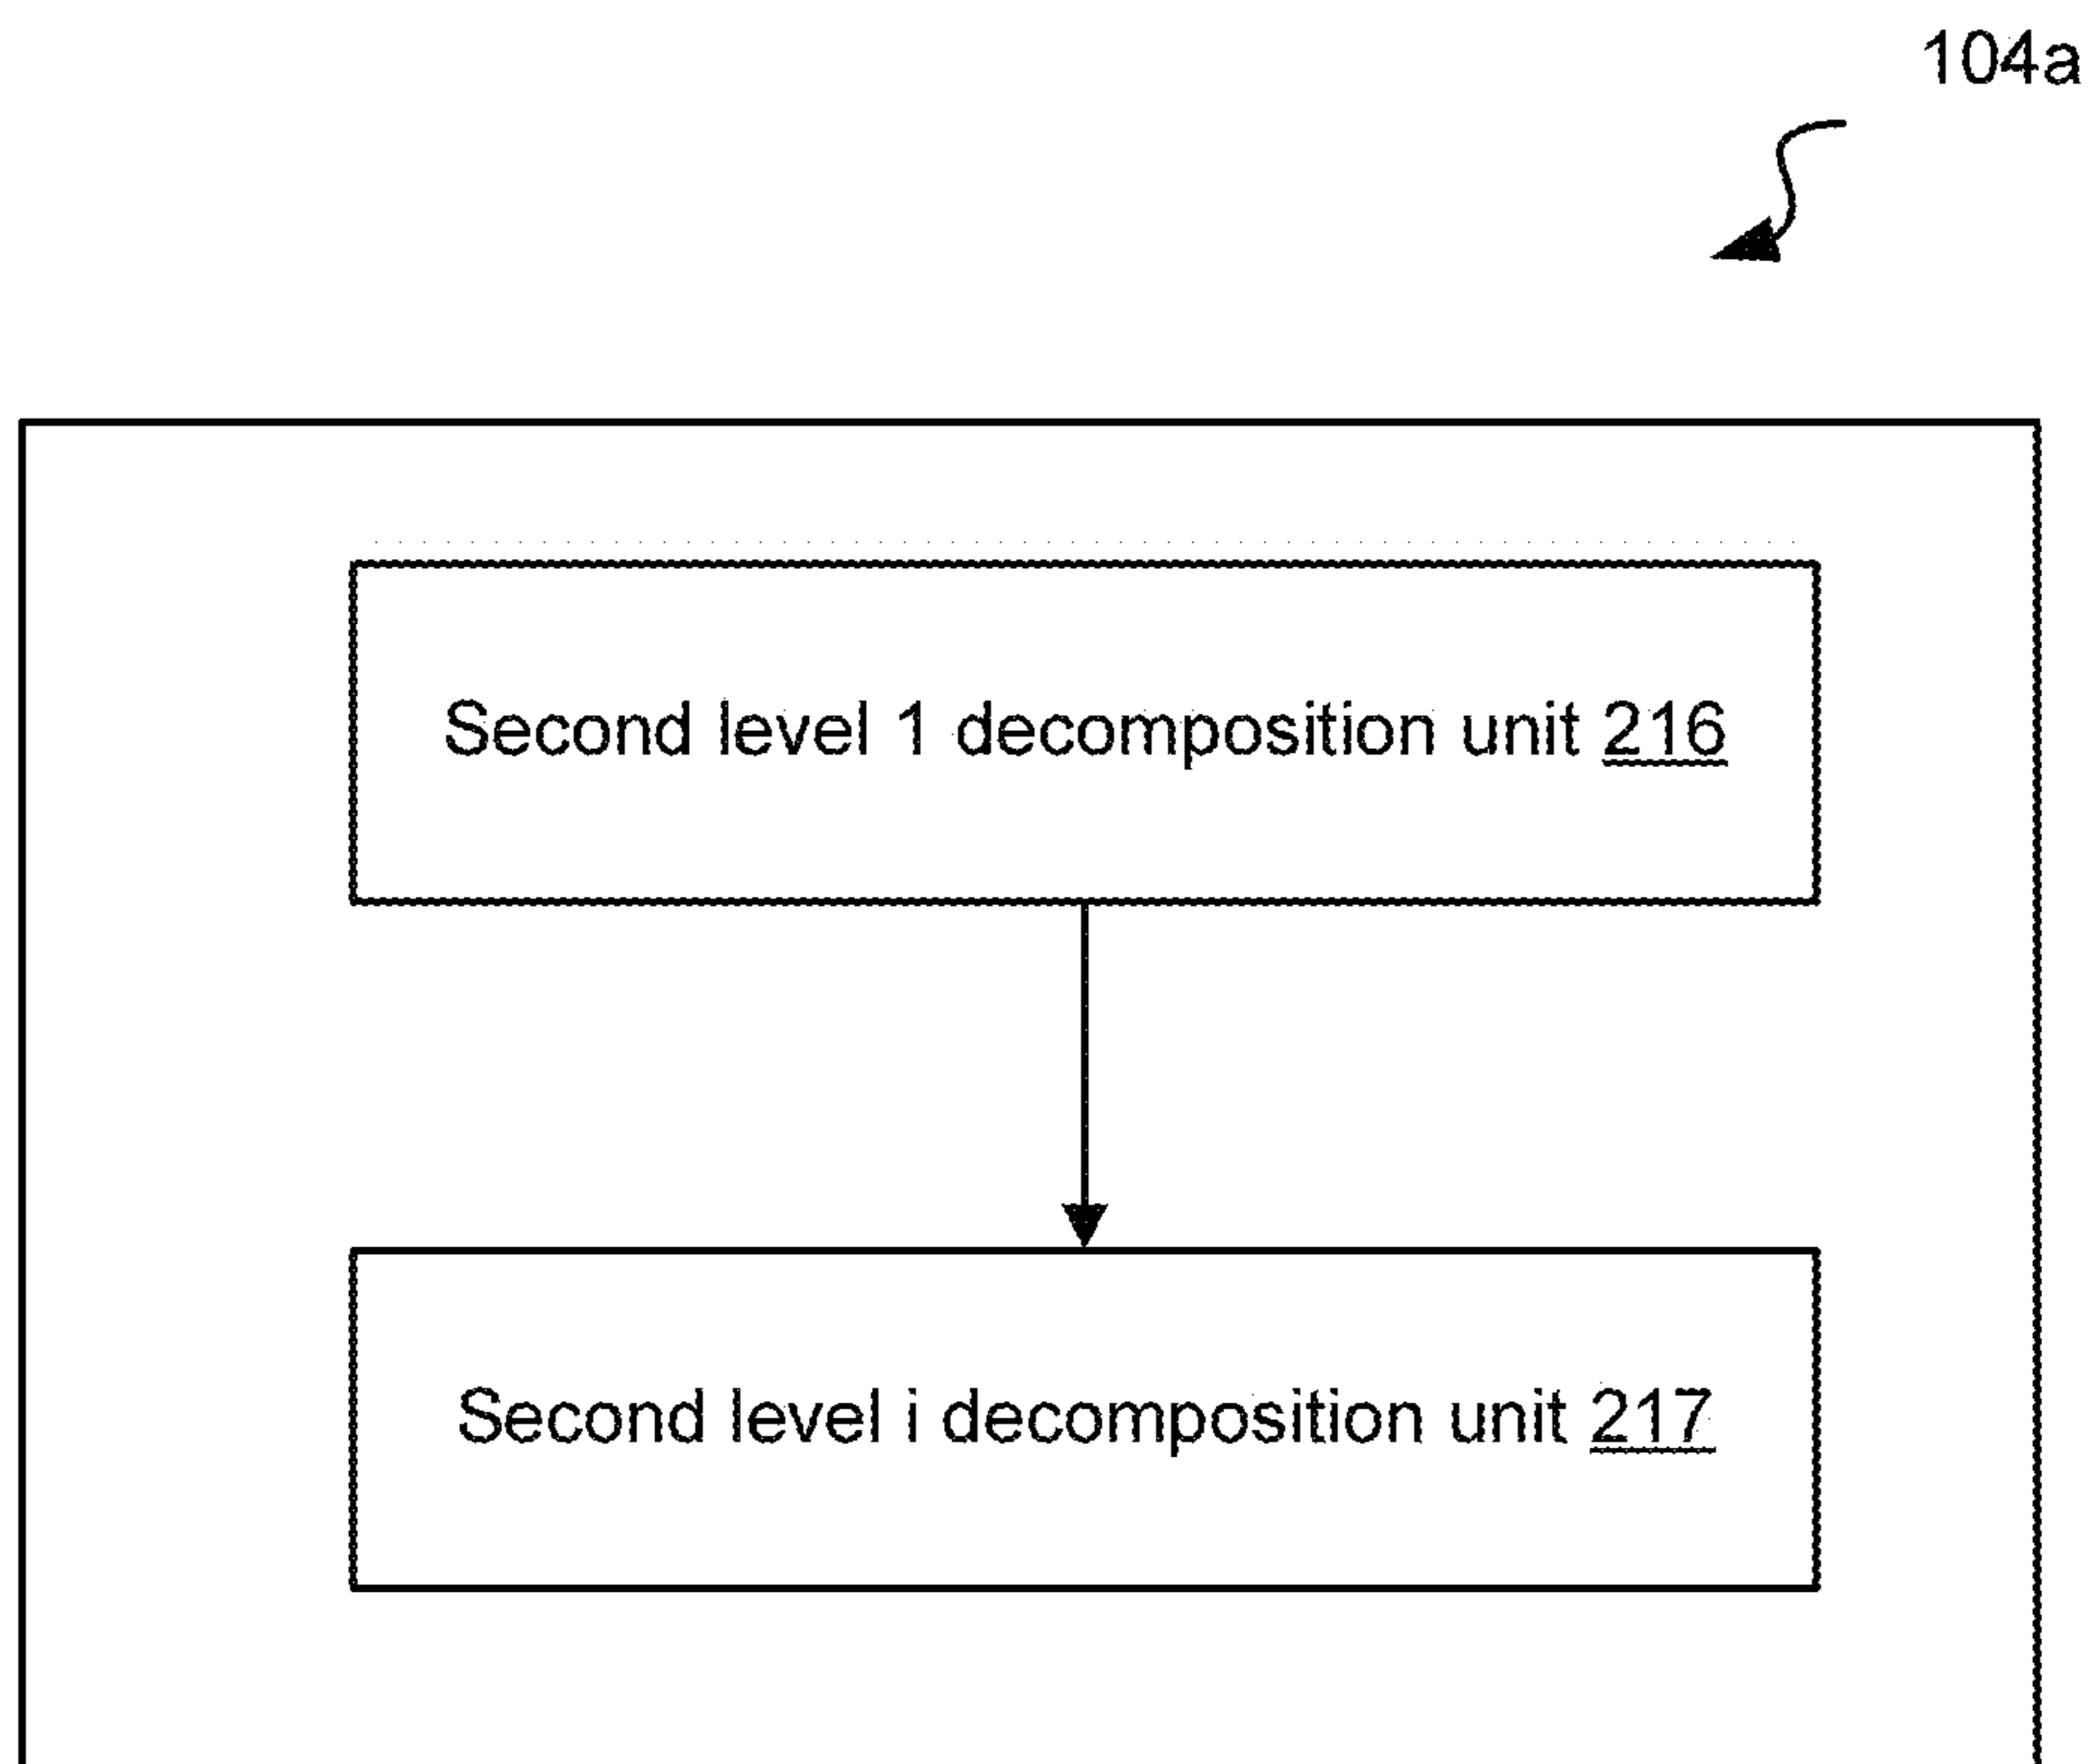 104a
Second level 1 decomposition unit 216
Second level i decomposition unit 217